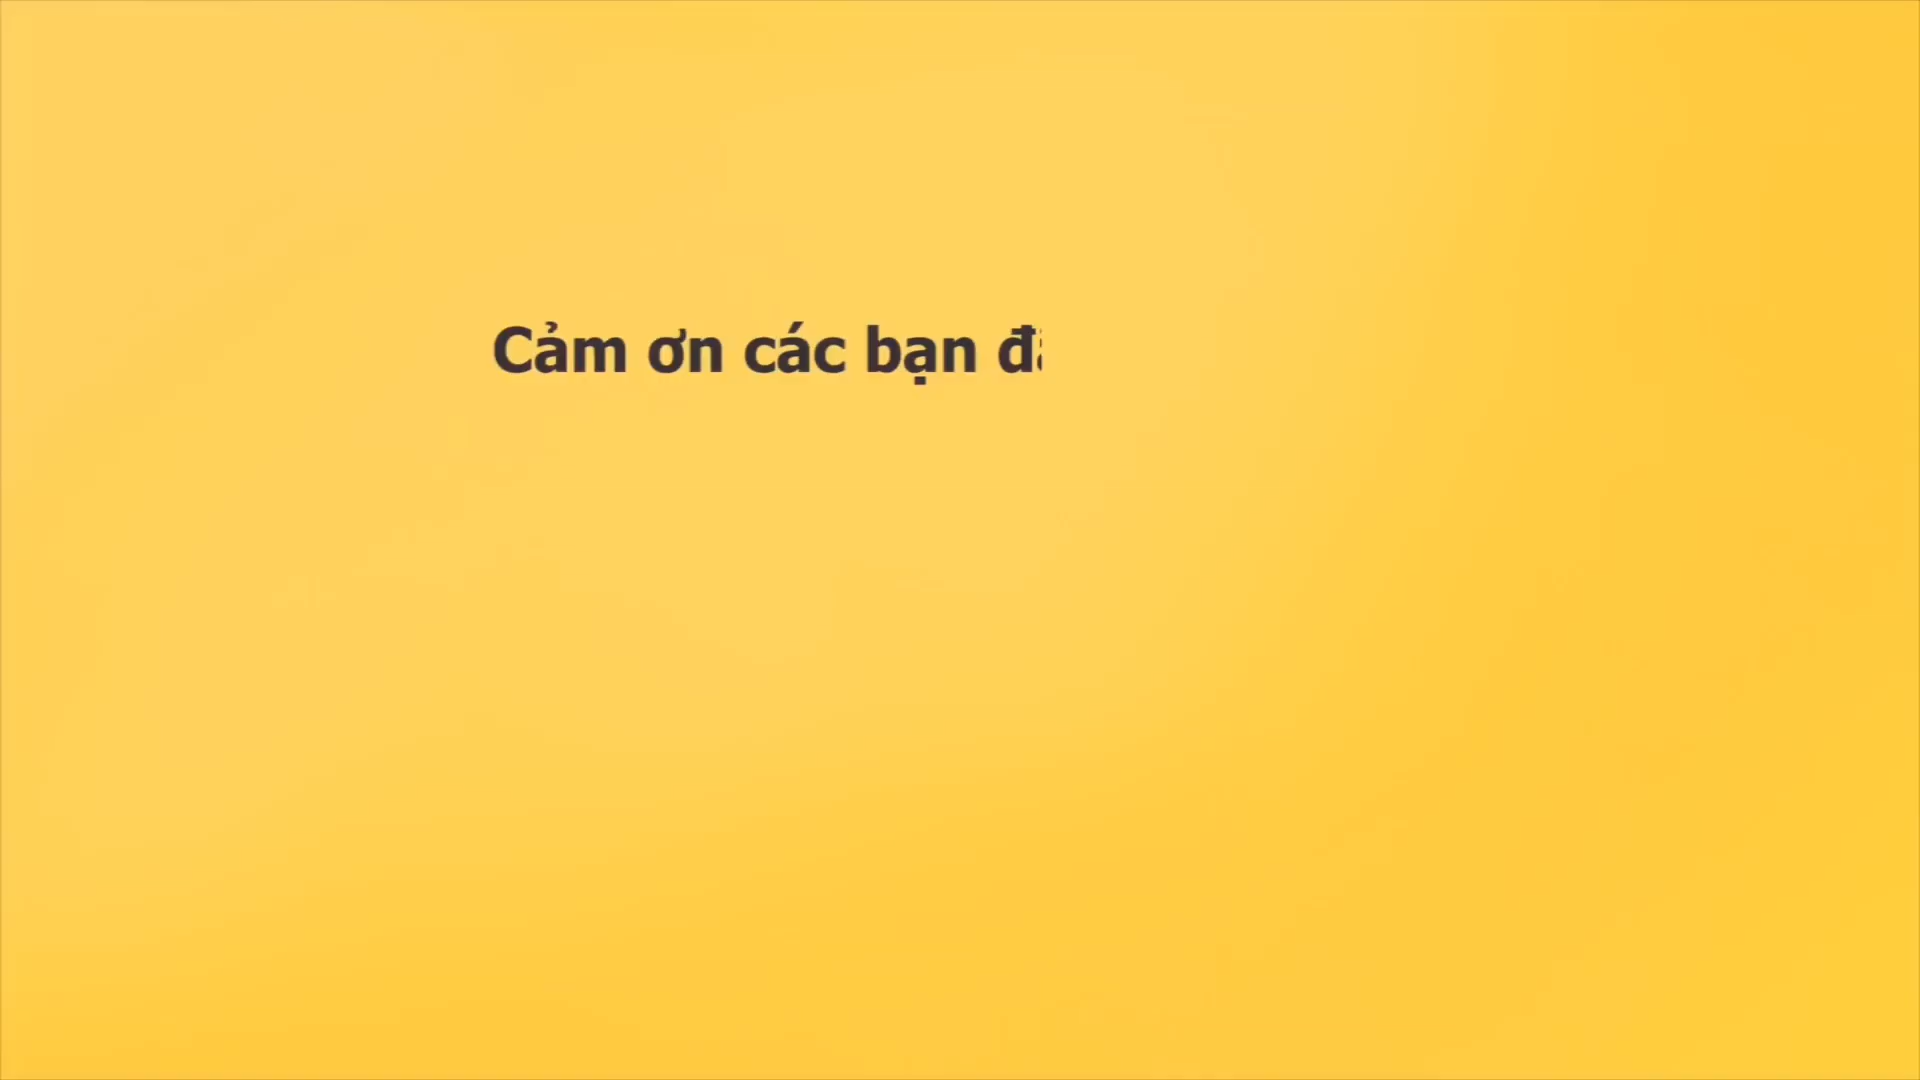 Cảm ơn các bạn